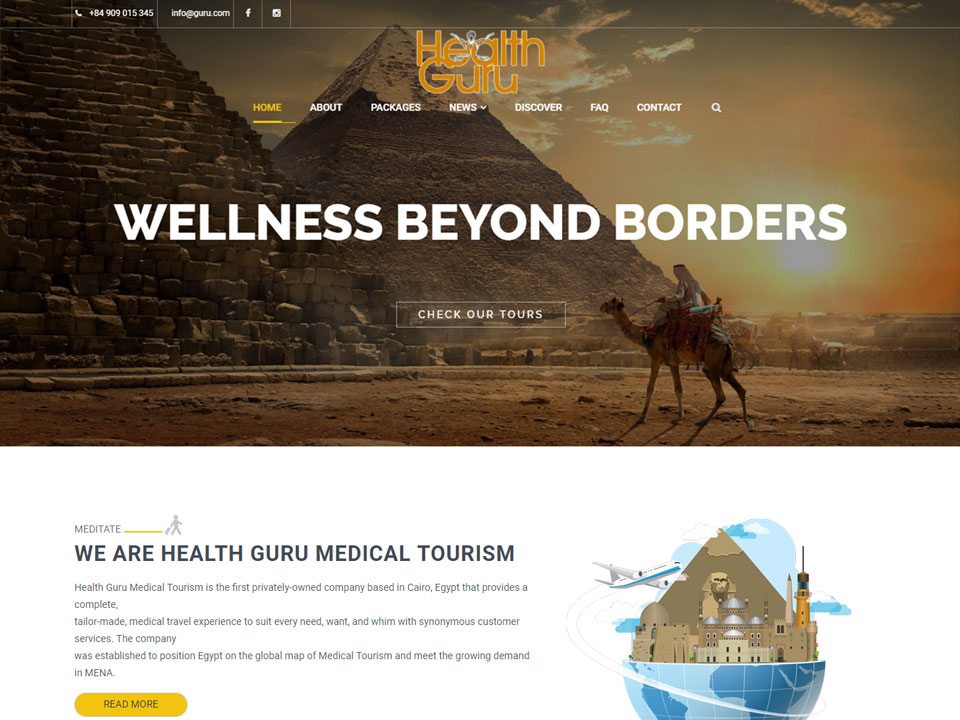 +84 909 015 345 info@guru.com
Health
Guru
HOME ABOUT PACKAGES NEWS DISCOVER FAQ CONTACT
WELLNESS BEYOND BORDERS
CHECK OUR TOURS
MEDITATE
WE ARE HEALTH GURU MEDICAL TOURISM
Health Guru Medical Tourism is the first privately-owned company based in Cairo, Egypt that provides a
complete,
tailor-made, medical travel experience to suit every need, want, and whim with synonymous customer
services. The company
was established to position Egypt on the global map of Medical Tourism and meet the growing demand
in MENA.
READ MORE